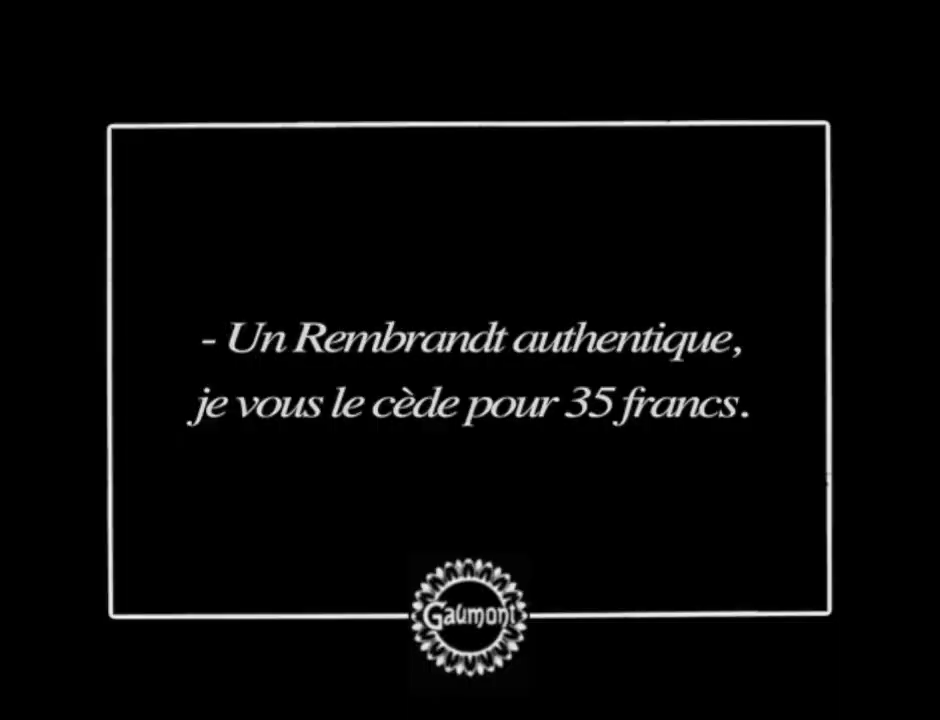 - Un Rembrandt authentique,
je vous le cède pour 35 francs.
Gaumont